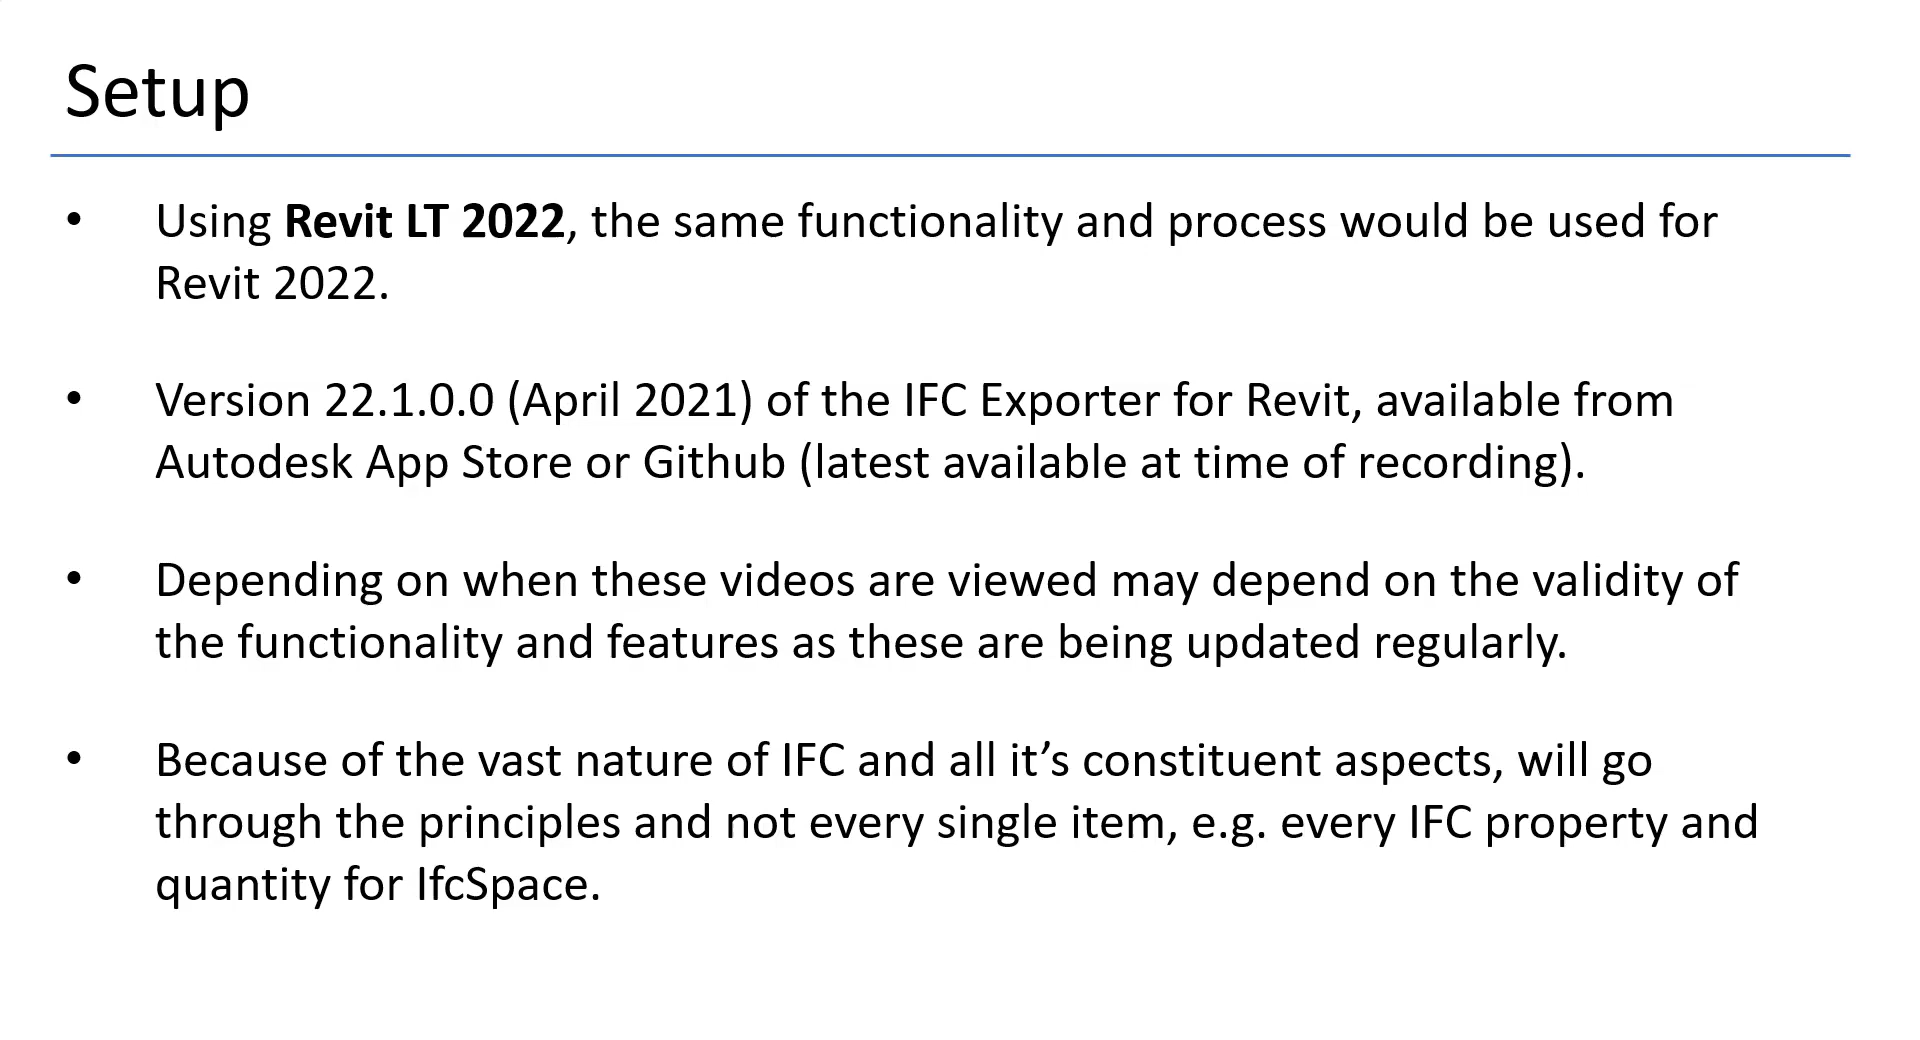 Setup
• Using Revit LT 2022, the same functionality and process would be used for
Revit 2022.
• Version 22.1.0.0 (April 2021) of the IFC Exporter for Revit, available from
Autodesk App Store or Github (latest available at time of recording).
• Depending on when these videos are viewed may depend on the validity of
the functionality and features as these are being updated regularly.
• Because of the vast nature of IFC and all it’s constituent aspects, will go
through the principles and not every single item, e.g. every IFC property and
quantity for IfcSpace.